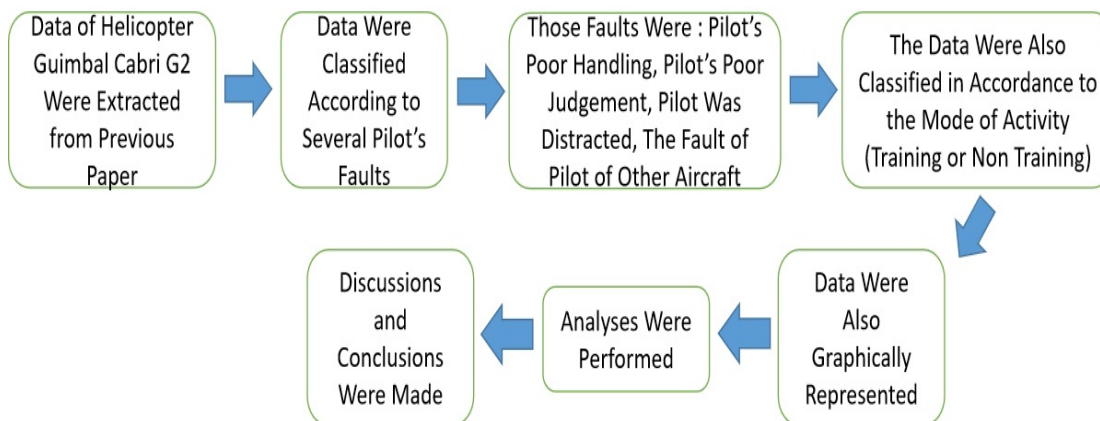 Data of Helicopter
Guimbal Cabri G2
Were Extracted
from Previous
Paper
Data Were
Classified
According to
Several Pilot's
Faults
Those Faults Were : Pilot's
Poor Handling, Pilot's Poor
Judgement, Pilot Was
Distracted, The Fault of
Pilot of Other Aircraft
The Data Were Also
Classified in Accordance to
the Mode of Activity
(Training or Non Training)
Data Were
Also
Graphically
Represented
Analyses Were
Performed
Discussions
and
Conclusions
Were Made